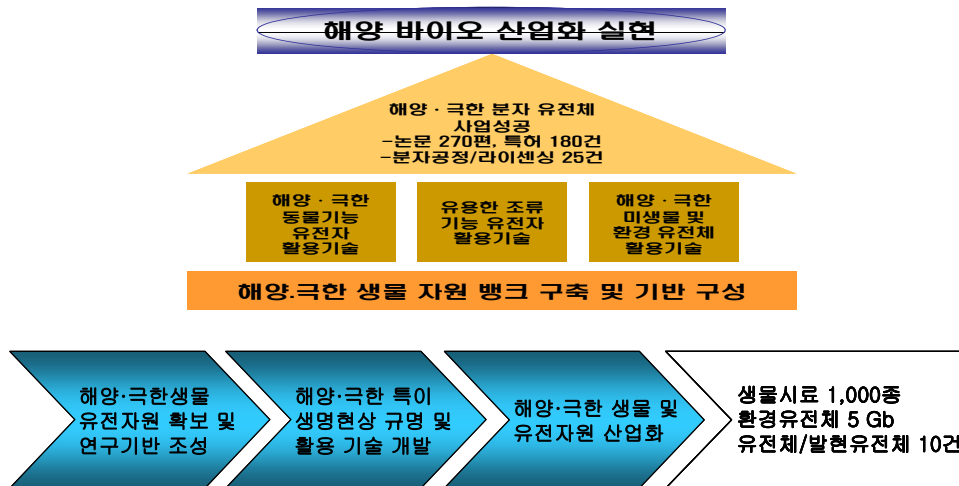 해양 바이오 산업화 실현
해양 · 극한 분자 유전체
사업성공
-논문 270편, 특허 180건
-분자공정/라이센싱 25건
해양 · 극한
동물기능
유전자
활용기술
유용한 조류
기능 유전자
활용기술
해양 · 극한
미생물 및
환경 유전체
활용기술
해양.극한 생물 자원 뱅크 구축 및 기반 구성
해양·극한생물
유전자원 확보 및
연구기반 조성
해양·극한 특이
생명현상 규명 및
활용 기술 개발
해양·극한 생물 및
유전자원 산업화
생물시료 1,000종
환경유전체 5 Gb
유전체/발현유전체 10건